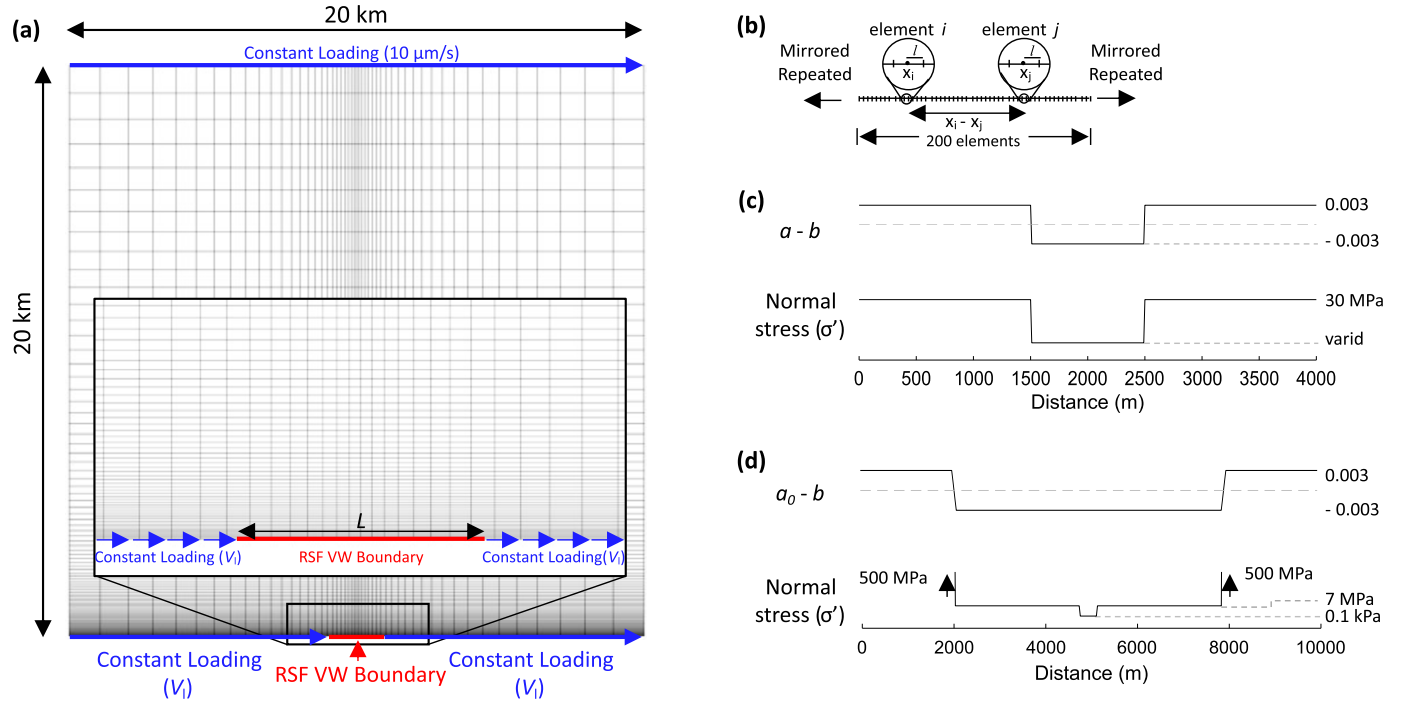 (a)
20 km
Constant Loading (10 μm/s)
20 km
L
Constant Loading (Vl)
RSF VW Boundary
Constant Loading(Vl)
Constant Loading
(Vl)
RSF VW Boundary
Constant Loading
(Vl)
(b)
element i
element j
Mirrored
Repeated
l
xi
l
xj
Mirrored
Repeated
xi - xj
200 elements
(c)
a - b
0.003
- 0.003
Normal
stress (σ’)
30 MPa
varid
0 500 1000 1500 2000 2500 3000 3500 4000
Distance (m)
(d)
a0 - b
0.003
- 0.003
Normal
stress (σ’)
500 MPa
500 MPa
7 MPa
0.1 kPa
0 2000 4000 6000 8000 10000
Distance (m)